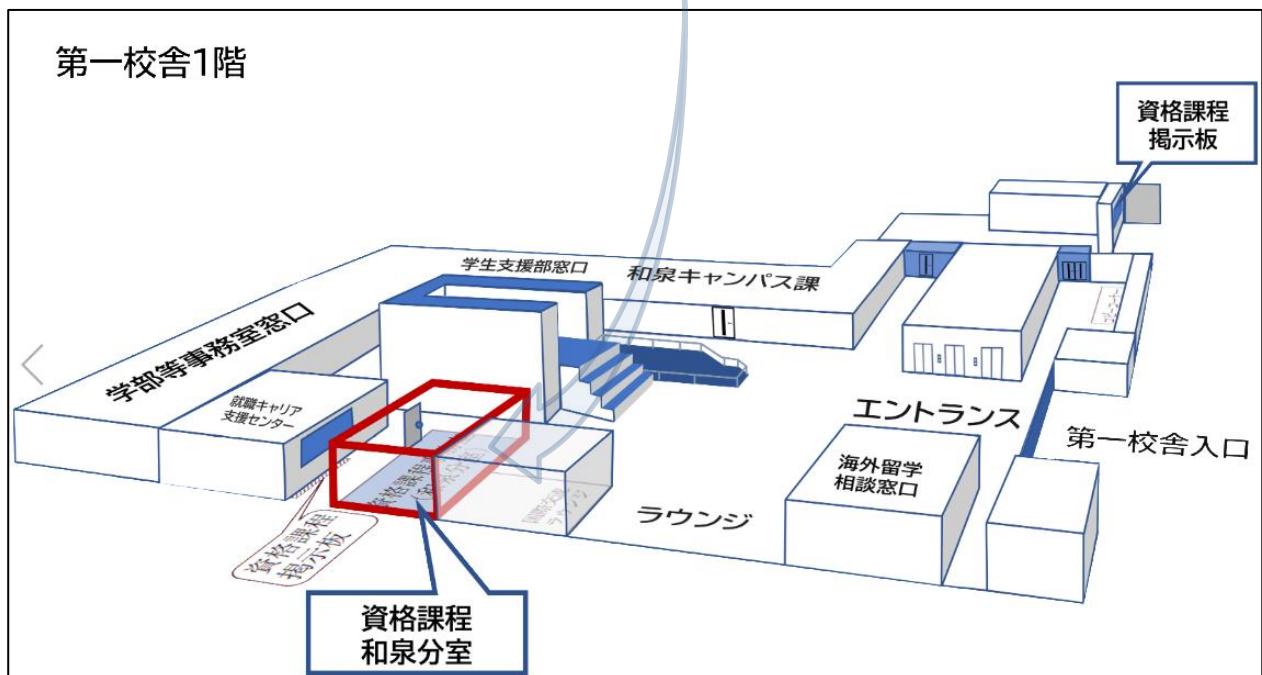 第一校舎1階
資格課程
掲示板
学生支援部窓口
和泉キャンパス課
学部等事務室窓口
就職キャリア
支援センター
エントランス
第一校舎入口
海外留学
相談窓口
ラウンジ
資格課程
掲示板
資格課程
和泉分室